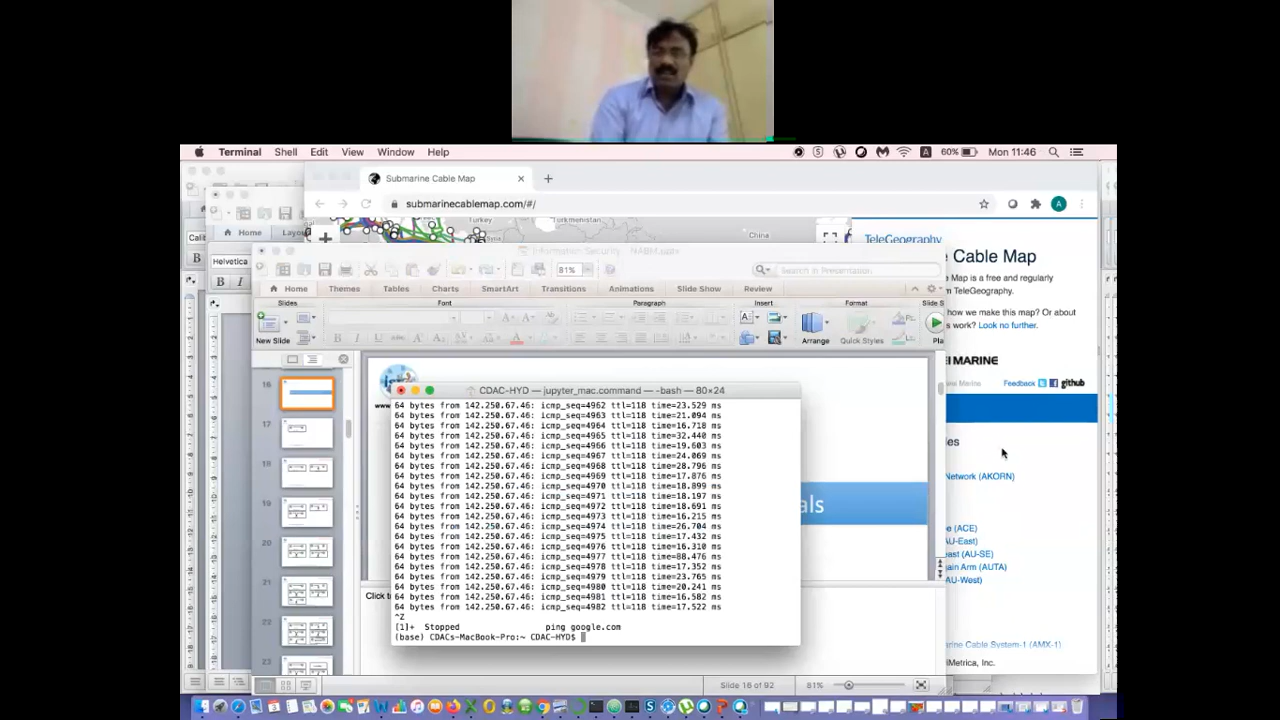 Terminal Shell Edit View Window Help
60% Mon 11:46
Submarine Cable Map
submarinecablemap.com/#/
Turkey
Turkmenistan
China
Syria
TeleGeography
Cable Map
Map is a free and regularly
m TeleGeography.
how we make this map? Or about
s work? Look no further.
Feedback github
Home Layou
Calib
Helvetica
B
B I
Information Security
81%
Search in Presentation
Home Themes Tables Charts SmartArt Transitions Animations Slide Show Review
Slides Font Paragraph Insert Format Slide S
New Slide
Arrange
Quick Styles
Pla
B I U
16
17
18
19
20
21
22
23
www
als
CDAC-HYD — jupyter_mac.command — -bash — 80×24
64 bytes from 142.250.67.46: icmp_seq=4962 ttl=118 time=23.529 ms
64 bytes from 142.250.67.46: icmp_seq=4963 ttl=118 time=21.094 ms
64 bytes from 142.250.67.46: icmp_seq=4964 ttl=118 time=16.718 ms
64 bytes from 142.250.67.46: icmp_seq=4965 ttl=118 time=32.440 ms
64 bytes from 142.250.67.46: icmp_seq=4966 ttl=118 time=19.603 ms
64 bytes from 142.250.67.46: icmp_seq=4967 ttl=118 time=24.069 ms
64 bytes from 142.250.67.46: icmp_seq=4968 ttl=118 time=28.796 ms
64 bytes from 142.250.67.46: icmp_seq=4969 ttl=118 time=17.876 ms
64 bytes from 142.250.67.46: icmp_seq=4970 ttl=118 time=18.899 ms
64 bytes from 142.250.67.46: icmp_seq=4971 ttl=118 time=18.197 ms
64 bytes from 142.250.67.46: icmp_seq=4972 ttl=118 time=18.691 ms
64 bytes from 142.250.67.46: icmp_seq=4973 ttl=118 time=16.215 ms
64 bytes from 142.250.67.46: icmp_seq=4974 ttl=118 time=26.704 ms
64 bytes from 142.250.67.46: icmp_seq=4975 ttl=118 time=17.432 ms
64 bytes from 142.250.67.46: icmp_seq=4976 ttl=118 time=16.310 ms
64 bytes from 142.250.67.46: icmp_seq=4977 ttl=118 time=88.476 ms
64 bytes from 142.250.67.46: icmp_seq=4978 ttl=118 time=17.352 ms
64 bytes from 142.250.67.46: icmp_seq=4979 ttl=118 time=23.765 ms
64 bytes from 142.250.67.46: icmp_seq=4980 ttl=118 time=20.241 ms
64 bytes from 142.250.67.46: icmp_seq=4981 ttl=118 time=16.582 ms
64 bytes from 142.250.67.46: icmp_seq=4982 ttl=118 time=17.522 ms
^Z
[1]+ Stopped ping google.com
(base) CDACs-MacBook-Pro:~ CDAC-HYD$
Click t
EI MARINE
les
Network (AKORN)
e (ACE)
AU-East)
east (AU-SE)
ain Arm (AUTA)
U-West)
arine Cable System-1 (AMX-1)
iMetrica, Inc.
Slide 16 of 92 81%